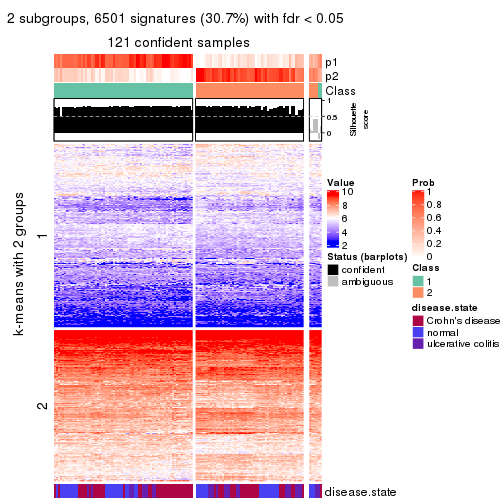 2 subgroups, 6501 signatures (30.7%) with fdr < 0.05
121 confident samples
p1
p2
Class
1
0.5
0
Silhouette
score
k-means with 2 groups
1
2
disease.state
Value
10
8
6
4
2
Prob
1
0.8
0.6
0.4
0.2
0
Status (barplots)
confident
ambiguous
Class
1
2
disease.state
Crohn's disease
normal
ulcerative colitis